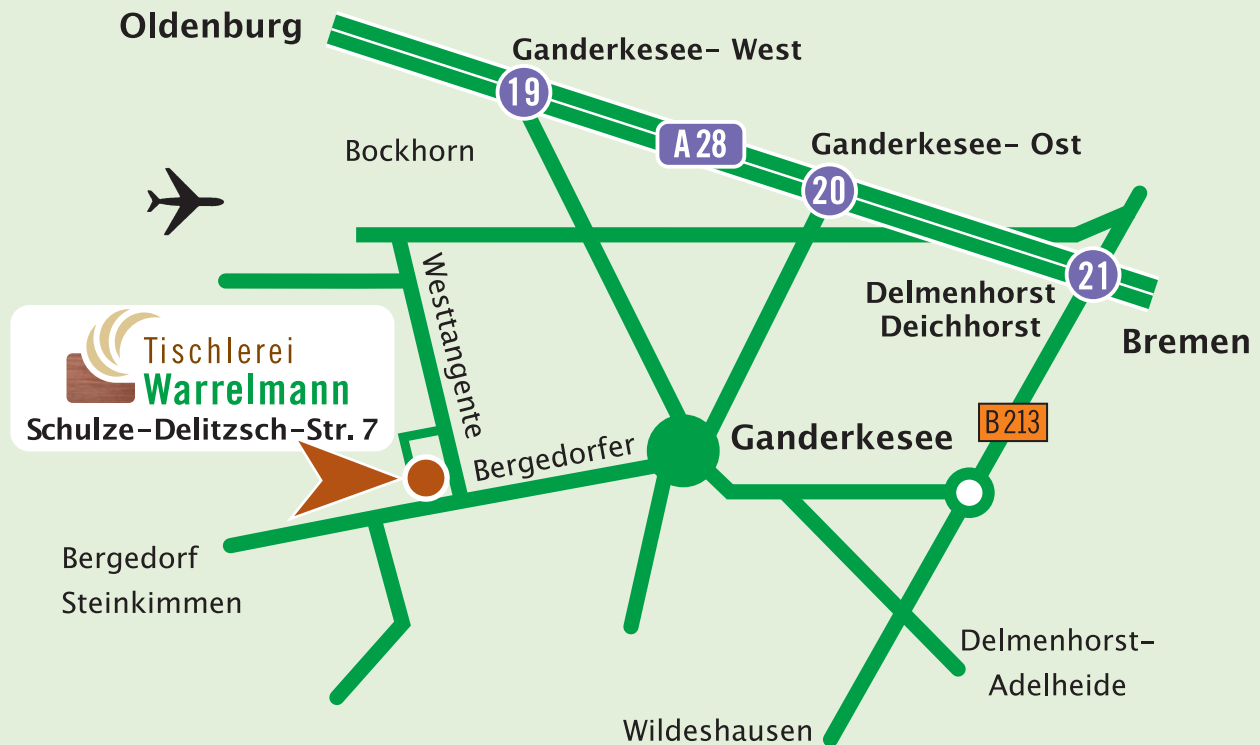 Oldenburg
Ganderkesee- West
19
A 28
Bockhorn
Ganderkesee- Ost
20
21
Delmenhorst
Deichhorst
Bremen
Westtangente
Tischlerei
Warrelmann
Schulze-Delitzsch-Str. 7
B 213
Ganderkesee
Bergedorfer
Bergedorf
Steinkimmen
Delmenhorst-
Adelheide
Wildeshausen